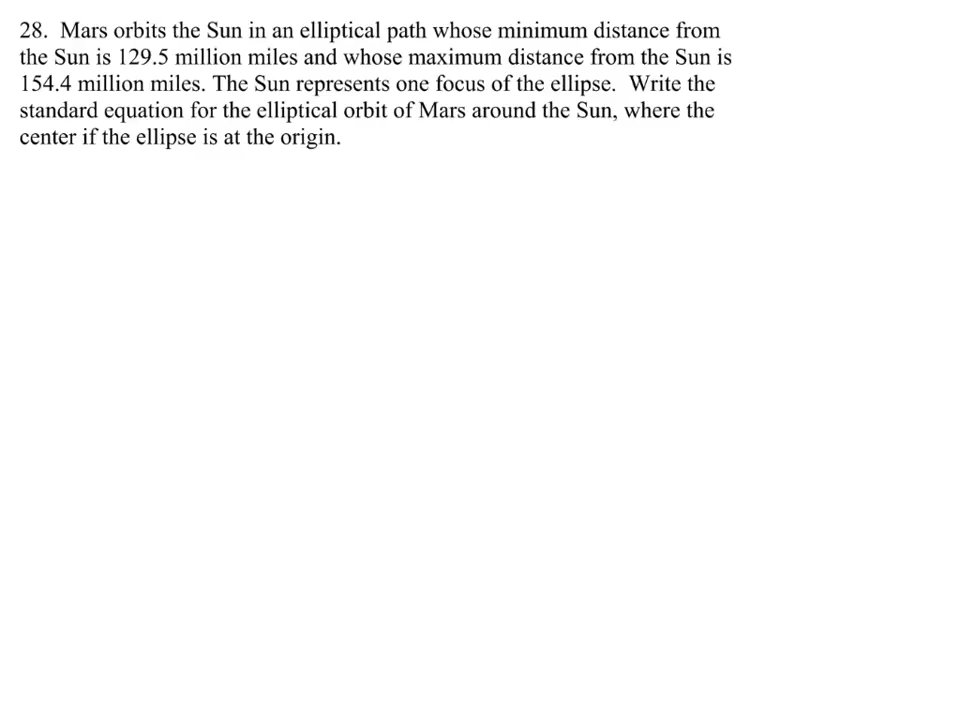 28.  Mars orbits the Sun in an elliptical path whose minimum distance from
the Sun is 129.5 million miles and whose maximum distance from the Sun is
154.4 million miles. The Sun represents one focus of the ellipse.  Write the
standard equation for the elliptical orbit of Mars around the Sun, where the
center if the ellipse is at the origin.